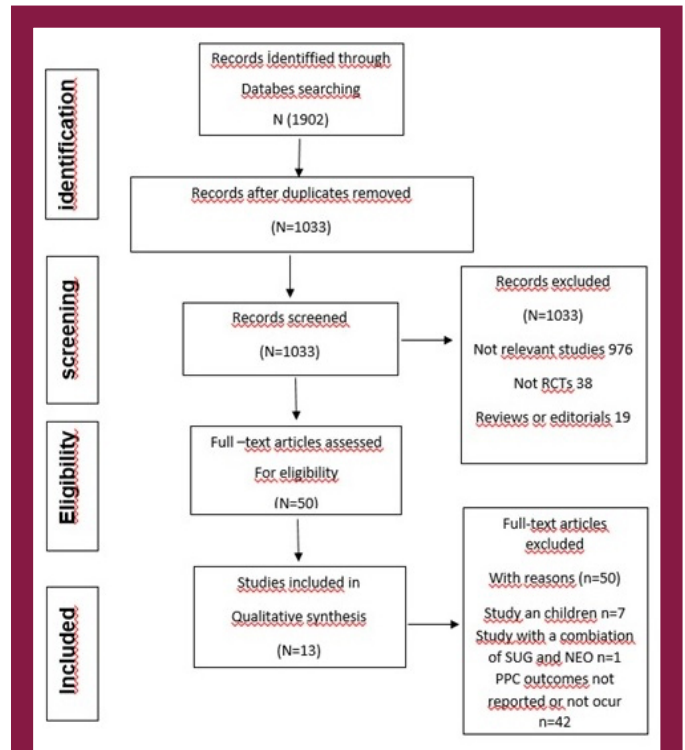 identification
Records İdentiffied through
Databes searching
N (1902)
Records after duplicates removed
(N=1033)
screening
Records screened
(N=1033)
Records excluded
(N=1033)
Not relevant studies 976
Not RCTs 38
Reviews or editorials 19
Eligibility
Full –text articles assessed
For eligibility
(N=50)
Full-text articles
excluded
With reasons (n=50)
Study an children n=7
Study with a combiation
of SUG and NEO n=1
PPC outcomes not
reported or not ocur
n=42
Included
Studies included in
Qualitative synthesis
(N=13)